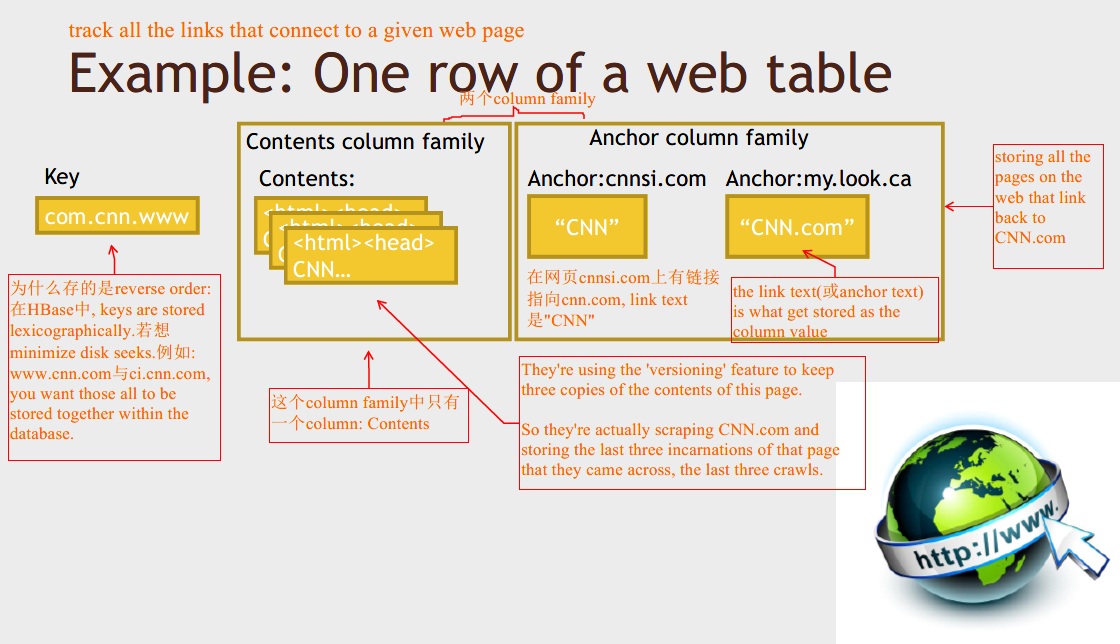 track all the links that connect to a given web page
Example: One row of a web table
两个column family
Contents column family
Anchor column family
Key
Contents:
Anchor:cnnsi.com
Anchor:my.look.ca
com.cnn.www
<html><head>
<html><head>
<html><head>
CNN…
“CNN”
“CNN.com”
storing all the
pages on the
web that link
back to
CNN.com
为什么存的是reverse order:
在HBase中, keys are stored
lexicographically.若想
minimize disk seeks.例如:
www.cnn.com与ci.cnn.com,
you want those all to be
stored together within the
database.
在网页cnnsi.com上有链接
指向cnn.com, link text
是"CNN"
the link text(或anchor text)
is what get stored as the
column value
这个column family中只有
一个column: Contents
They're using the 'versioning' feature to keep
three copies of the contents of this page.
So they're actually scraping CNN.com and
storing the last three incarnations of that page
that they came across, the last three crawls.
http://www.